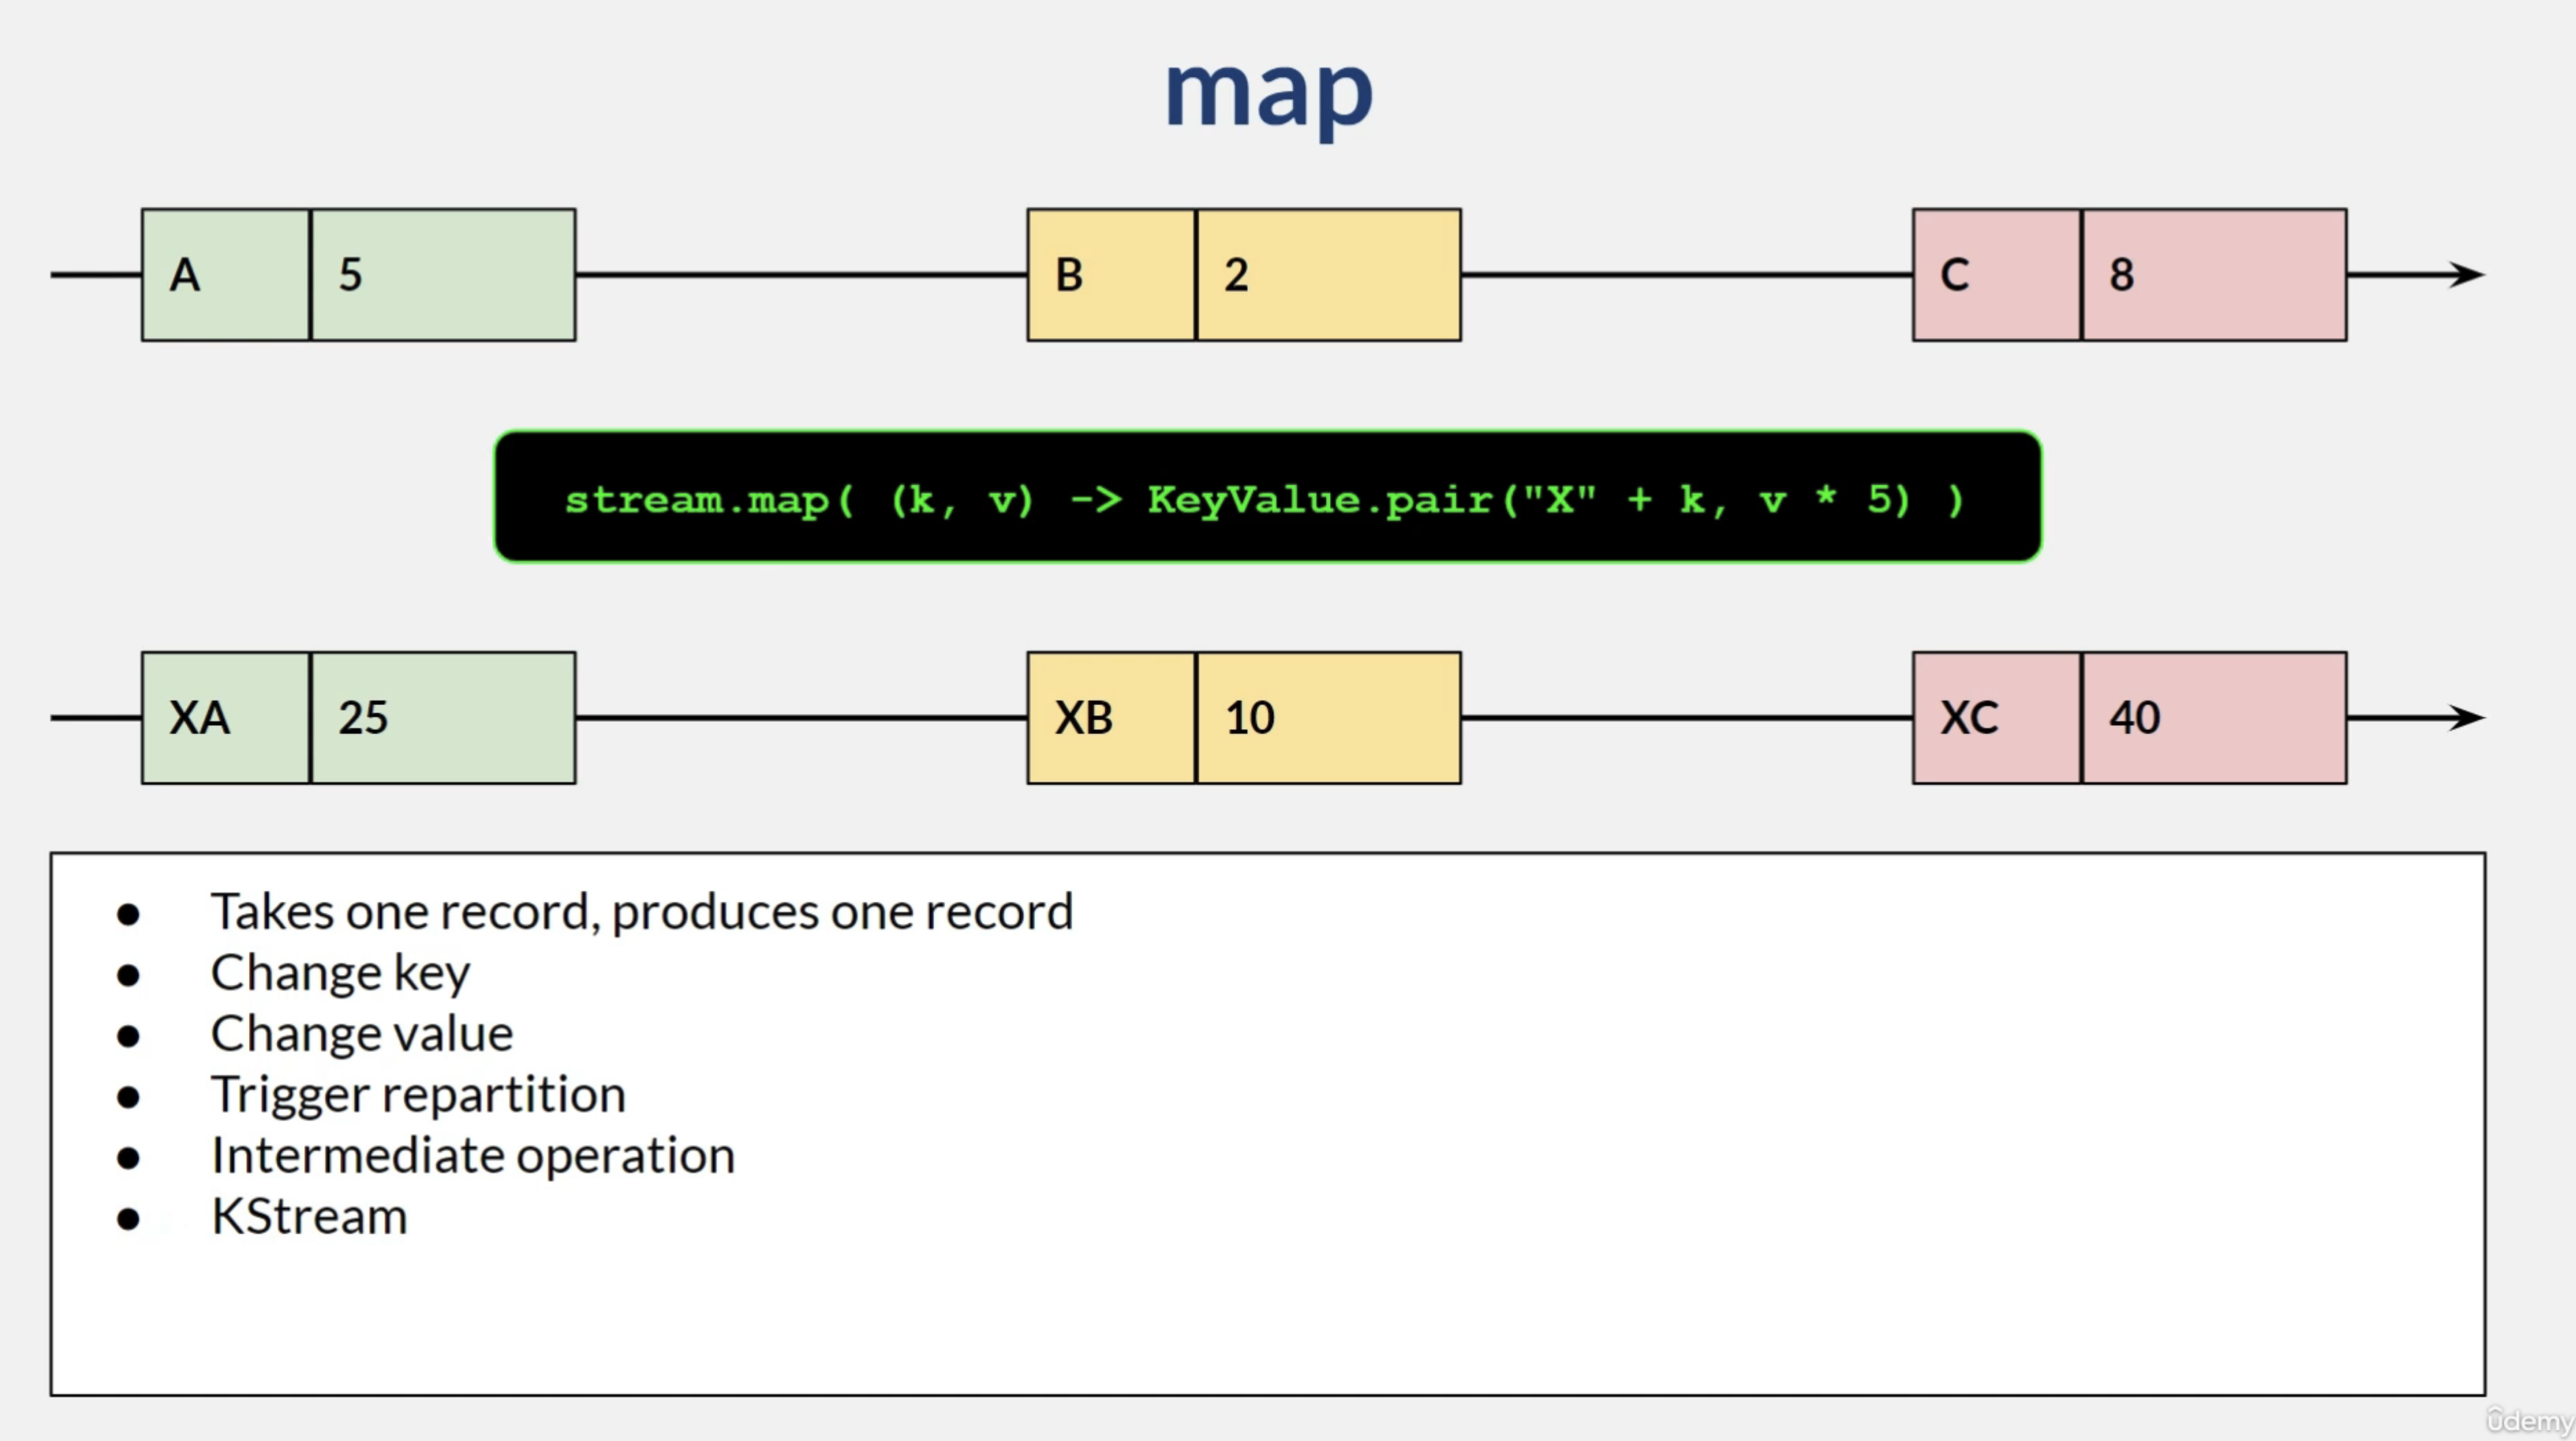 map
A 5 B 2 C 8
stream.map( (k, v) -> KeyValue.pair("X" + k, v * 5) )
XA 25 XB 10 XC 40
● Takes one record, produces one record
● Change key
● Change value
● Trigger repartition
● Intermediate operation
● KStream
ûdemy